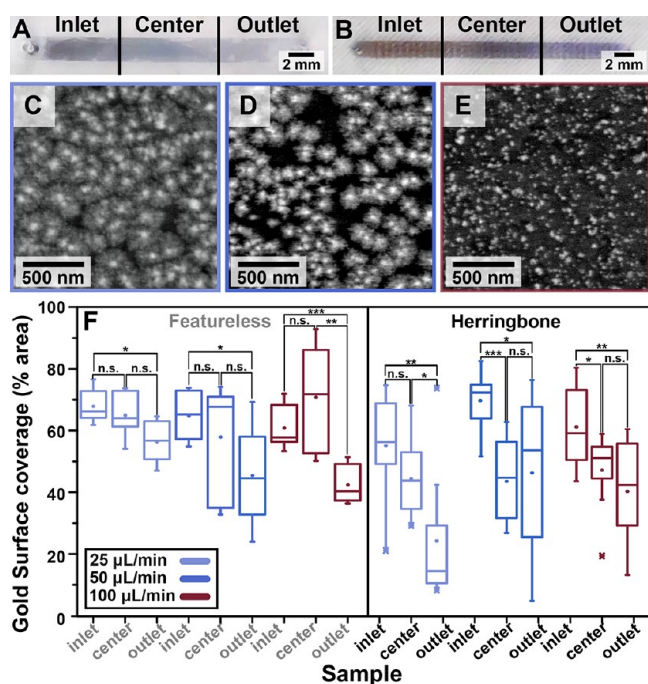 A Inlet Center Outlet 2 mm
B Inlet Center Outlet 2 mm
C 500 nm
D 500 nm
E 500 nm
F Featureless Herringbone
Gold Surface coverage (% area)
100
80
60
40
20
0
* n.s. n.s.
* n.s. n.s.
*** n.s. **
** n.s. *
* *** n.s.
** * n.s.
25 µL/min
50 µL/min
100 µL/min
inlet center outlet inlet center outlet inlet center outlet inlet center outlet inlet center outlet inlet center outlet
Sample